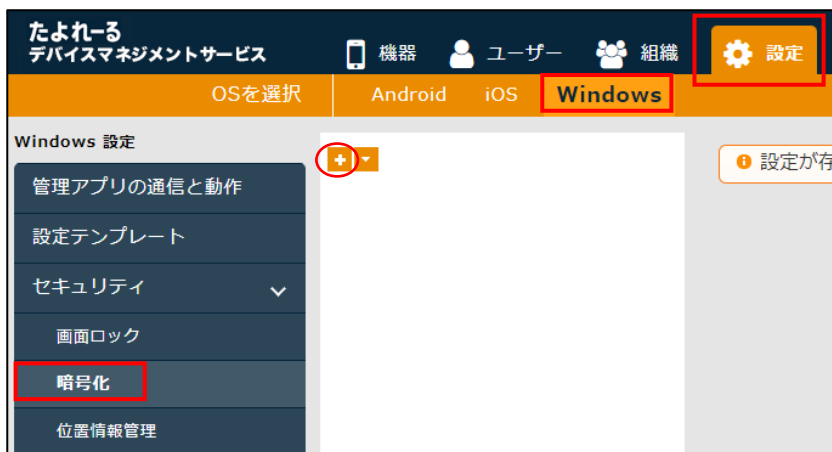 たよれーる
デバイスマネジメントサービス
機器 ユーザー 組織 設定
OSを選択 Android iOS Windows
Windows 設定
管理アプリの通信と動作
設定が存
設定テンプレート
セキュリティ
画面ロック
暗号化
位置情報管理